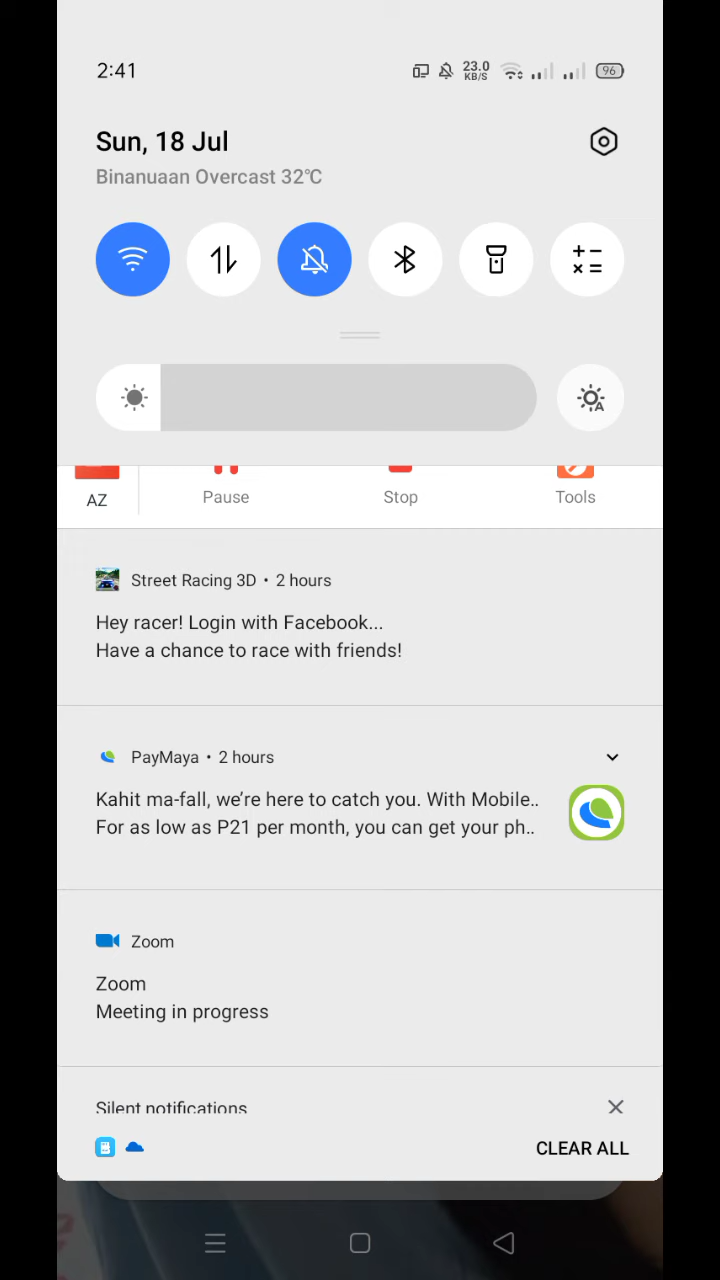 2:41
23.0
KB/S
96
Sun, 18 Jul
Binanuaan Overcast 32°C
A
AZ
Pause
Stop
Tools
Street Racing 3D • 2 hours
Hey racer! Login with Facebook...
Have a chance to race with friends!
PayMaya • 2 hours
Kahit ma-fall, we're here to catch you. With Mobile..
For as low as P21 per month, you can get your ph..
Zoom
Zoom
Meeting in progress
Silent notifications
CLEAR ALL